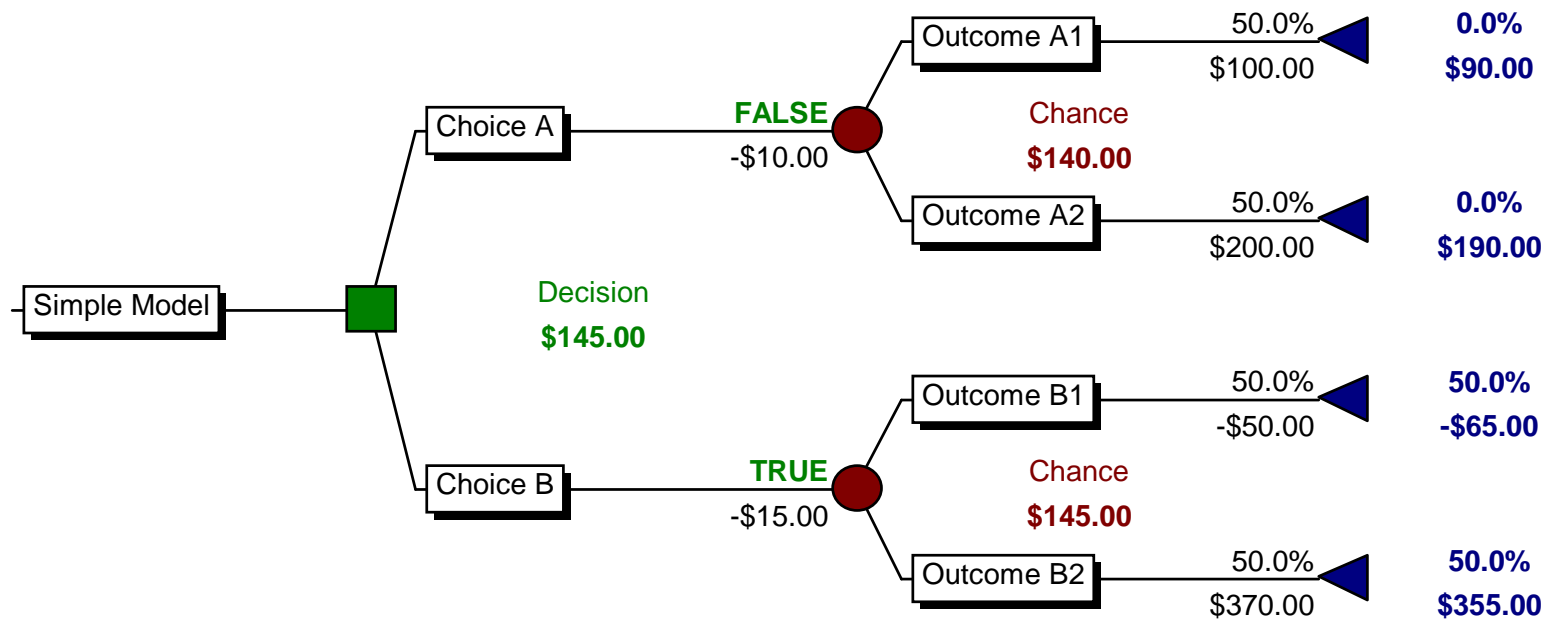 Outcome A1
50.0%
$100.00
0.0%
$90.00
Choice A
FALSE
-$10.00
Chance
$140.00
Outcome A2
50.0%
$200.00
0.0%
$190.00
Simple Model
Decision
$145.00
Outcome B1
50.0%
-$50.00
50.0%
-$65.00
Choice B
TRUE
-$15.00
Chance
$145.00
Outcome B2
50.0%
$370.00
50.0%
$355.00